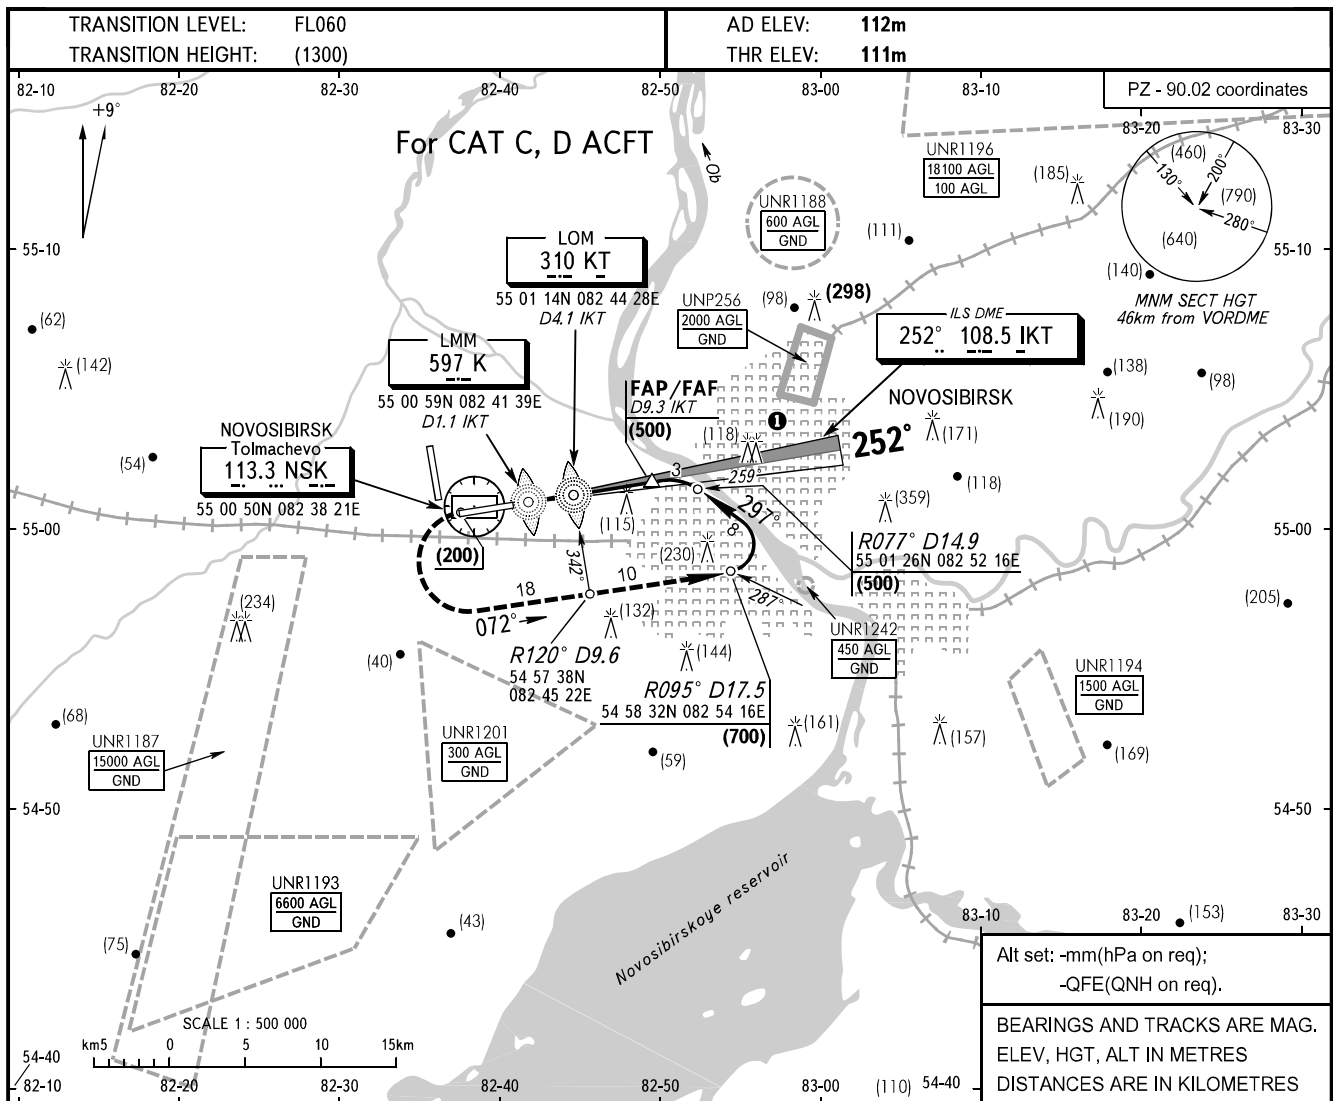 TRANSITION LEVEL: FL060
TRANSITION HEIGHT: (1300)
AD ELEV: 112m
THR ELEV: 111m
82-10 82-20 82-30 82-40 82-50 83-00 83-10
PZ - 90.02 coordinates
83-20 83-30
+9°
For CAT C, D ACFT
Ob
UNR1196
18100 AGL
100 AGL
(185)
(460)
130°
200°
(790)
280°
(640)
MNM SECT HGT
46km from VORDME
UNR1188
600 AGL
GND
(111)
(140)
55-10
55-10
LOM
310 KT
55 01 14N 082 44 28E
D4.1 IKT
UNP256
2000 AGL
GND
(98)
(298)
ILS DME
252° 108.5 IKT
(62)
(142)
LMM
597 K
55 00 59N 082 41 39E
D1.1 IKT
FAP/FAF
D9.3 IKT
(500)
NOVOSIBIRSK
(138)
(98)
(190)
(171)
1
(118)
252°
NOVOSIBIRSK
Tolmachevo
113.3 NSK
55 00 50N 082 38 21E
(54)
3
259°
(118)
(359)
297°
8
(115)
(230)
55-00
55-00
(200)
342°
R077° D14.9
55 01 26N 082 52 16E
(500)
18
10
287°
072°
(132)
(234)
(205)
R120° D9.6
54 57 38N
082 45 22E
(144)
UNR1242
450 AGL
GND
(40)
R095° D17.5
54 58 32N 082 54 16E
(700)
UNR1194
1500 AGL
GND
(68)
UNR1187
15000 AGL
GND
UNR1201
300 AGL
GND
(59)
(161)
(157)
(169)
54-50
54-50
Novosibirskoye reservoir
UNR1193
6600 AGL
GND
(75)
(43)
83-10 83-20 83-30
(153)
Alt set: -mm(hPa on req);
-QFE(QNH on req).
SCALE 1 : 500 000
km5 0 5 10 15km
BEARINGS AND TRACKS ARE MAG.
ELEV, HGT, ALT IN METRES
DISTANCES ARE IN KILOMETRES
54-40
82-10 82-20 82-30 82-40 82-50 83-00 (110) 54-40